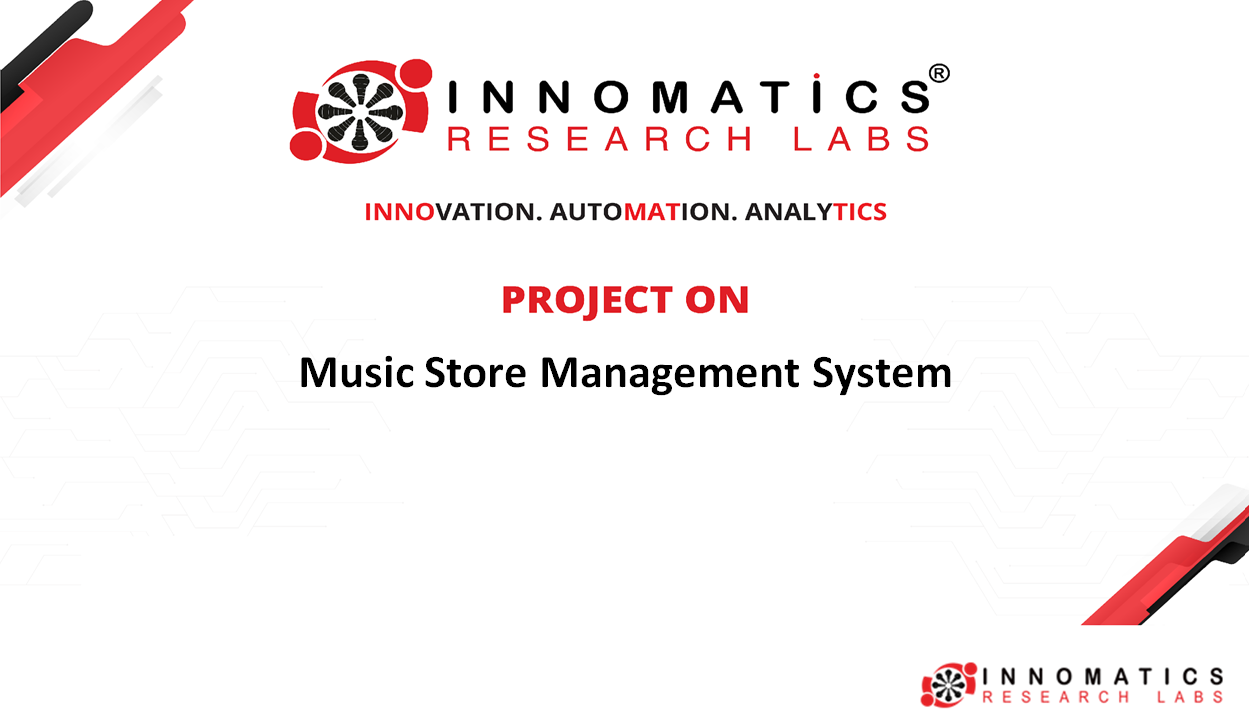 INNOMATICS®
RESEARCH LABS
INNOVATION. AUTOMATION. ANALYTICS
PROJECT ON
Music Store Management System
INNOMATICS
RESEARCH LABS